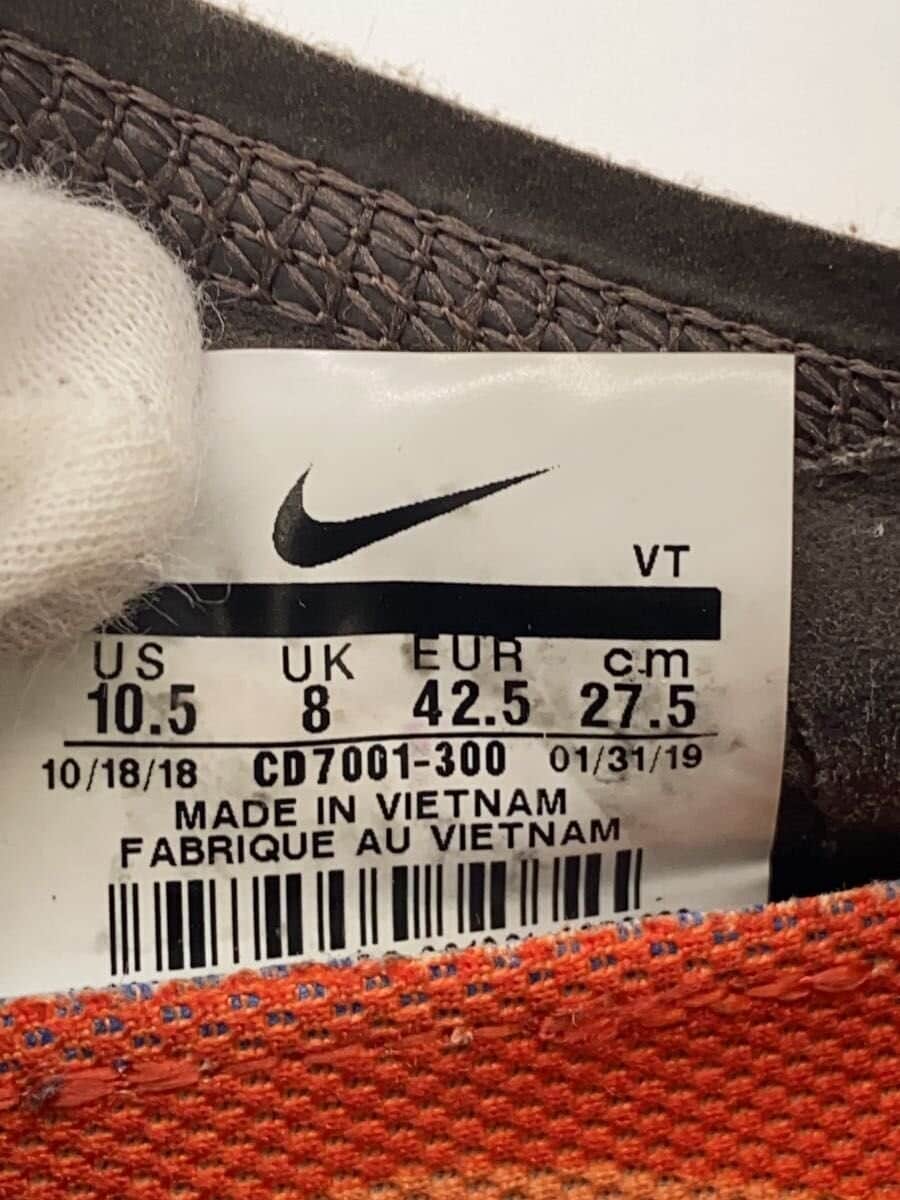 VT
US UK EUR cm
10.5 8 42.5 27.5
10/18/18 CD7001-300 01/31/19
MADE IN VIETNAM
FABRIQUE AU VIETNAM